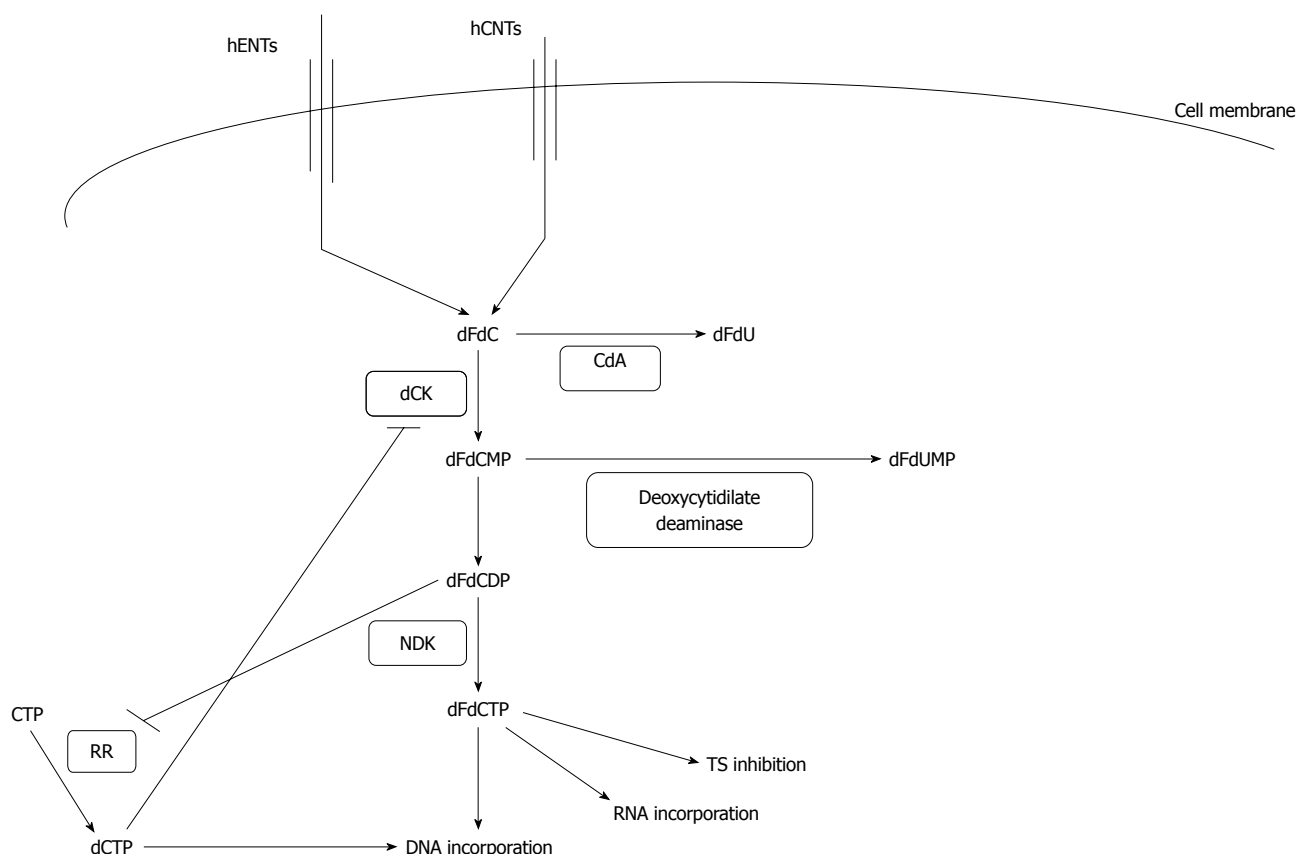 hENTs
hCNTs
Cell membrane
dFdC
dFdU
CdA
dCK
dFdCMP
dFdUMP
Deoxycytidilate
deaminase
dFdCDP
NDK
CTP
dFdCTP
RR
TS inhibition
RNA incorporation
dCTP
DNA incorporation